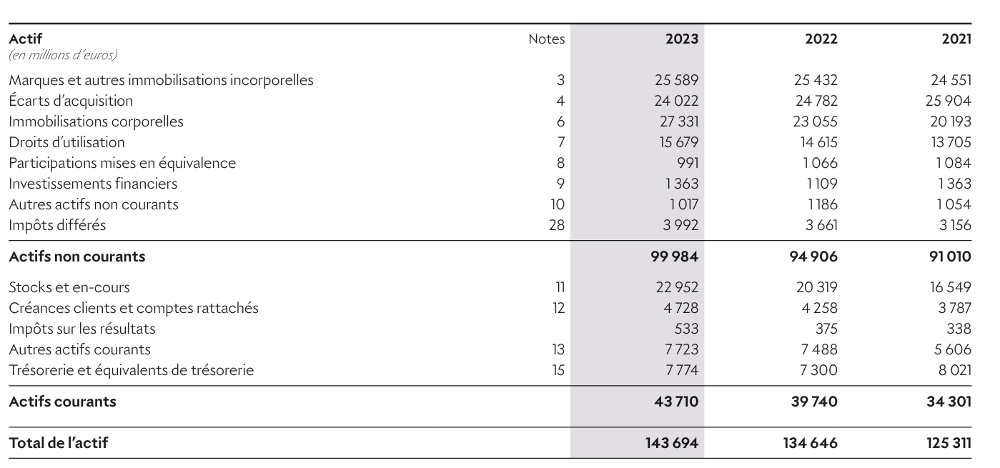 Actif Notes 2023 2022 2021
(en millions d’euros)
Marques et autres immobilisations incorporelles 3 25 589 25 432 24 551
Écarts d’acquisition 4 24 022 24 782 25 904
Immobilisations corporelles 6 27 331 23 055 20 193
Droits d’utilisation 7 15 679 14 615 13 705
Participations mises en équivalence 8 991 1 066 1 084
Investissements financiers 9 1 363 1 109 1 363
Autres actifs non courants 10 1 017 1 186 1 054
Impôts différés 28 3 992 3 661 3 156
Actifs non courants 99 984 94 906 91 010
Stocks et en-cours 11 22 952 20 319 16 549
Créances clients et comptes rattachés 12 4 728 4 258 3 787
Impôts sur les résultats 533 375 338
Autres actifs courants 13 7 723 7 488 5 606
Trésorerie et équivalents de trésorerie 15 7 774 7 300 8 021
Actifs courants 43 710 39 740 34 301
Total de l’actif 143 694 134 646 125 311